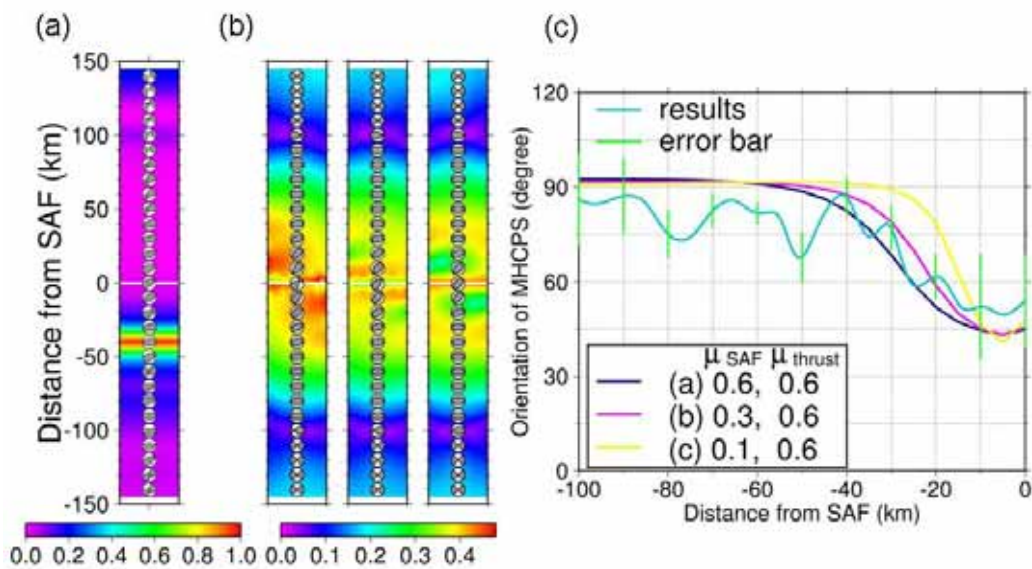 (a)
(b)
(c)
Distance from SAF (km)
150
100
50
0
-50
-100
-150
0.0 0.2 0.4 0.6 0.8 1.0
0.0 0.1 0.2 0.3 0.4
Orientation of MHCPS (degree)
120
90
60
30
0
results
error bar
μ SAF μ thrust
(a) 0.6, 0.6
(b) 0.3, 0.6
(c) 0.1, 0.6
-100 -80 -60 -40 -20 0
Distance from SAF (km)